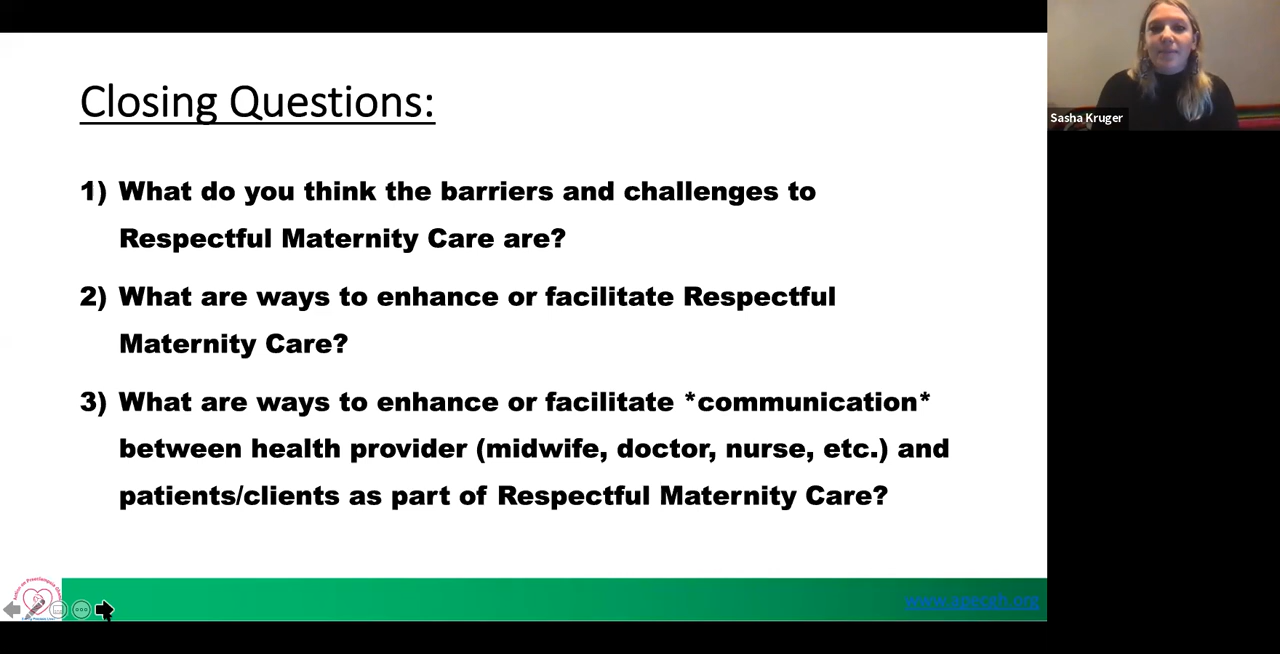 Closing Questions:
Sasha Kruger
1) What do you think the barriers and challenges to
Respectful Maternity Care are?
2) What are ways to enhance or facilitate Respectful
Maternity Care?
3) What are ways to enhance or facilitate *communication*
between health provider (midwife, doctor, nurse, etc.) and
patients/clients as part of Respectful Maternity Care?
www.apecgh.org